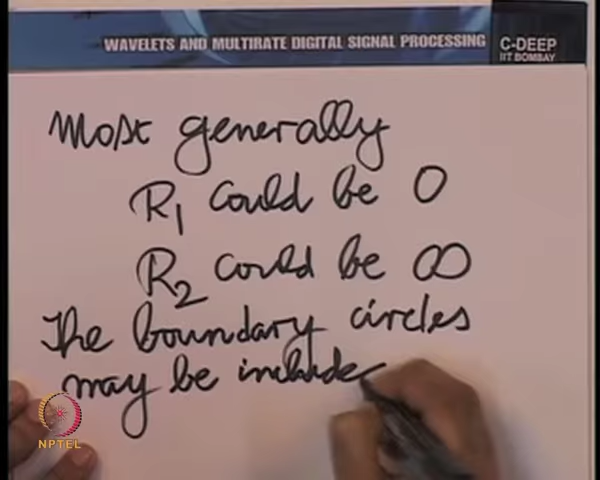 WAVELETS AND MULTIRATE DIGITAL SIGNAL PROCESSING
C-DEEP
IIT BOMBAY
Most generally
R1 could be 0
R2 could be ∞
The boundary circles
may be include
NPTEL